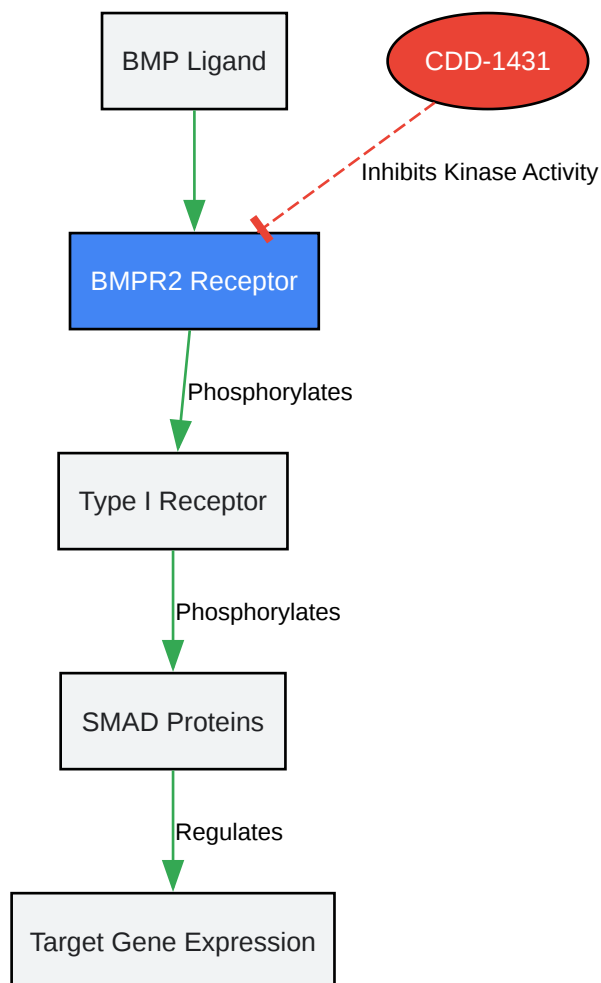 BMP Ligand
CDD-1431
Inhibits Kinase Activity
BMPR2 Receptor
Phosphorylates
Type I Receptor
Phosphorylates
SMAD Proteins
Regulates
Target Gene Expression